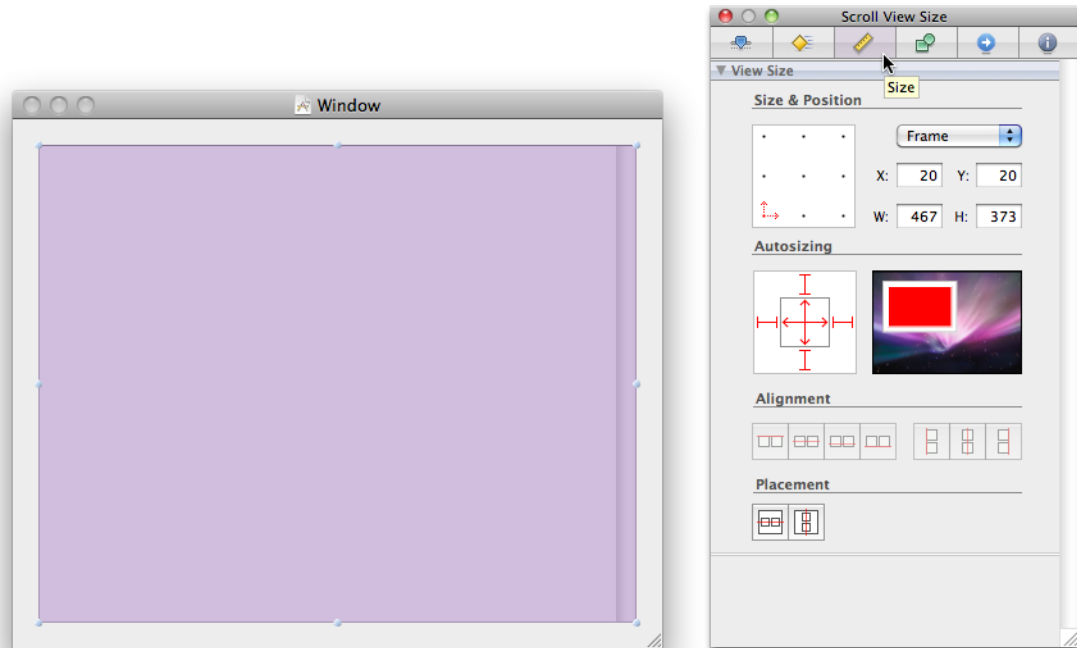 Window
Scroll View Size
View Size
Size
Size & Position
Frame
X: 20 Y: 20
W: 467 H: 373
Autosizing
Alignment
Placement